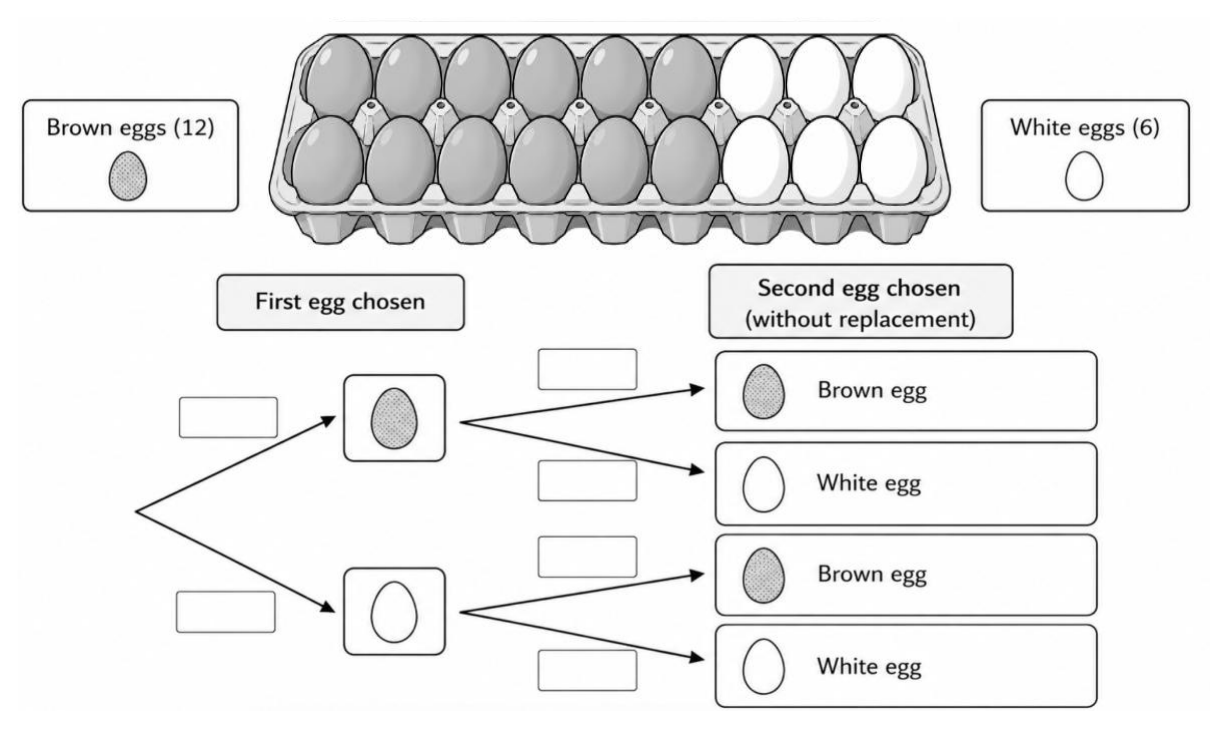 Brown eggs (12)
White eggs (6)
First egg chosen
Second egg chosen
(without replacement)
Brown egg
White egg
Brown egg
White egg